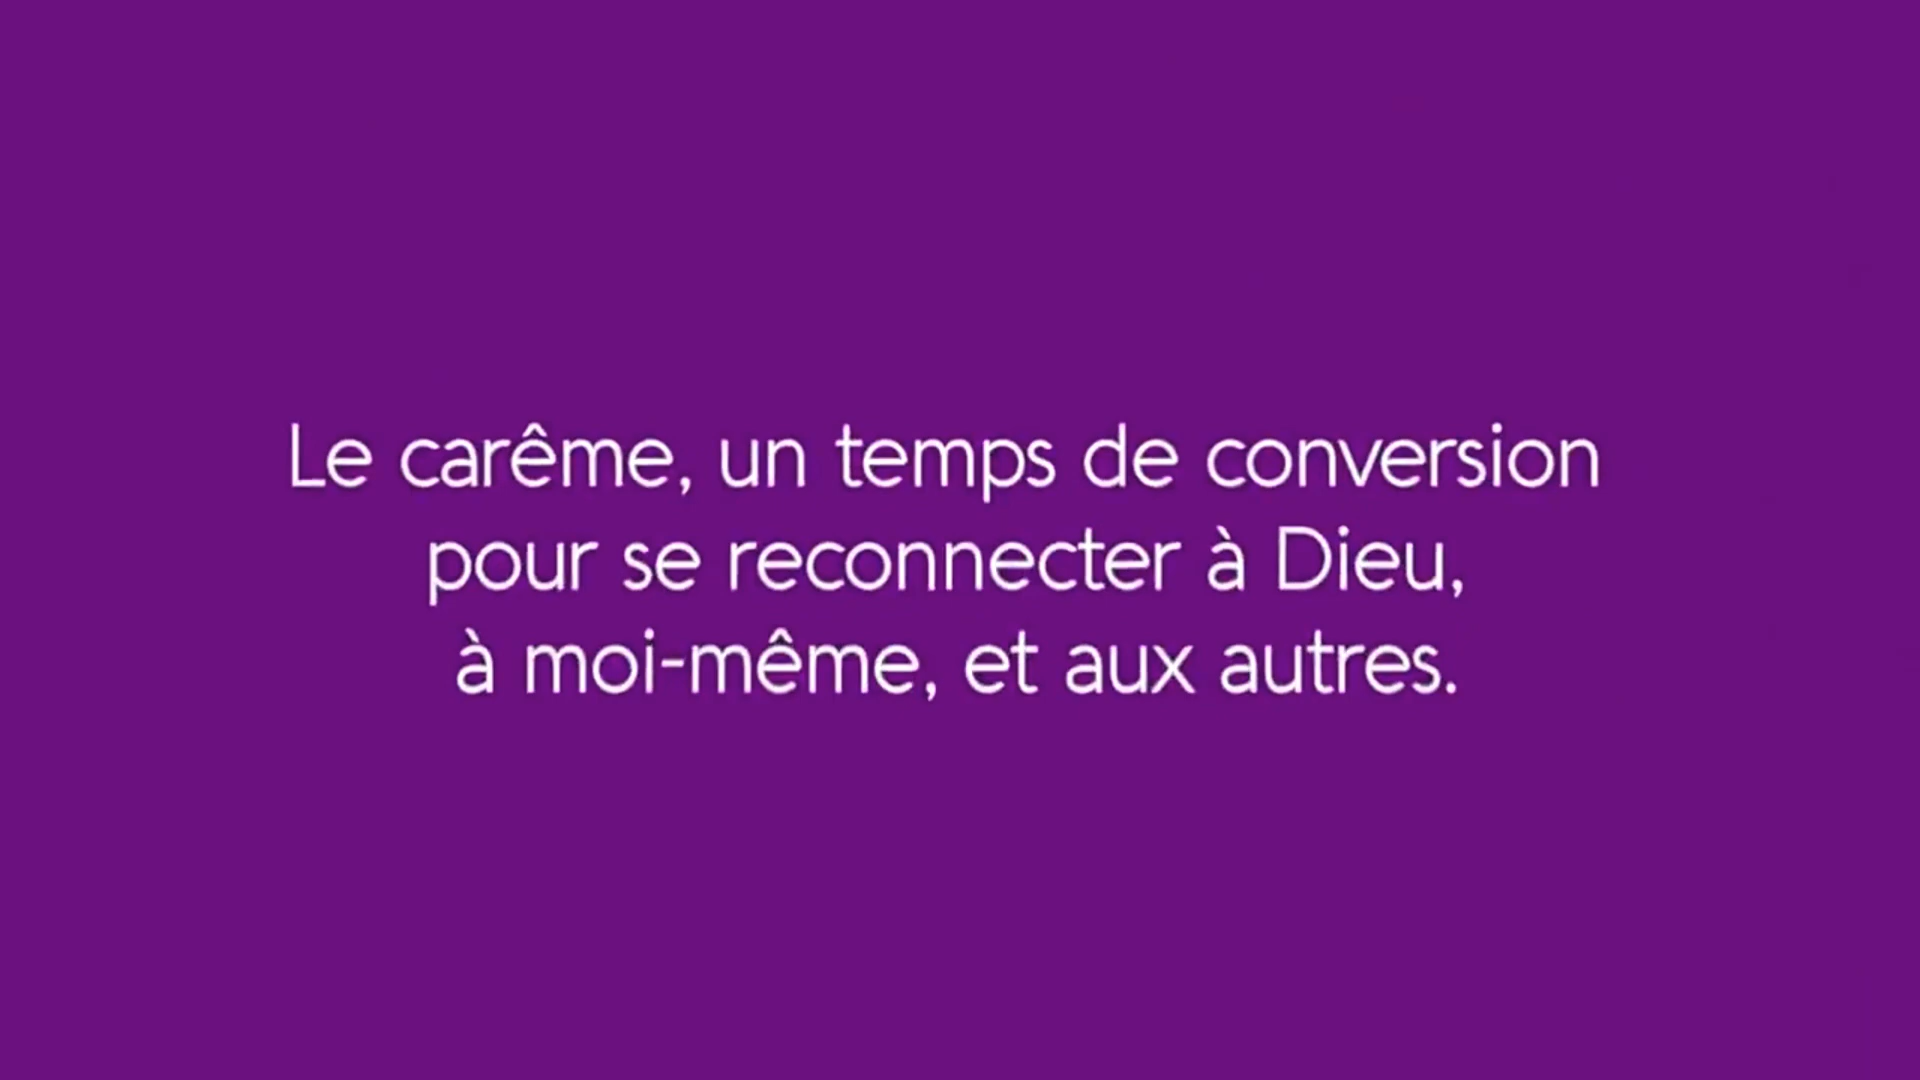 Le carême, un temps de conversion
pour se reconnecter à Dieu,
à moi-même, et aux autres.